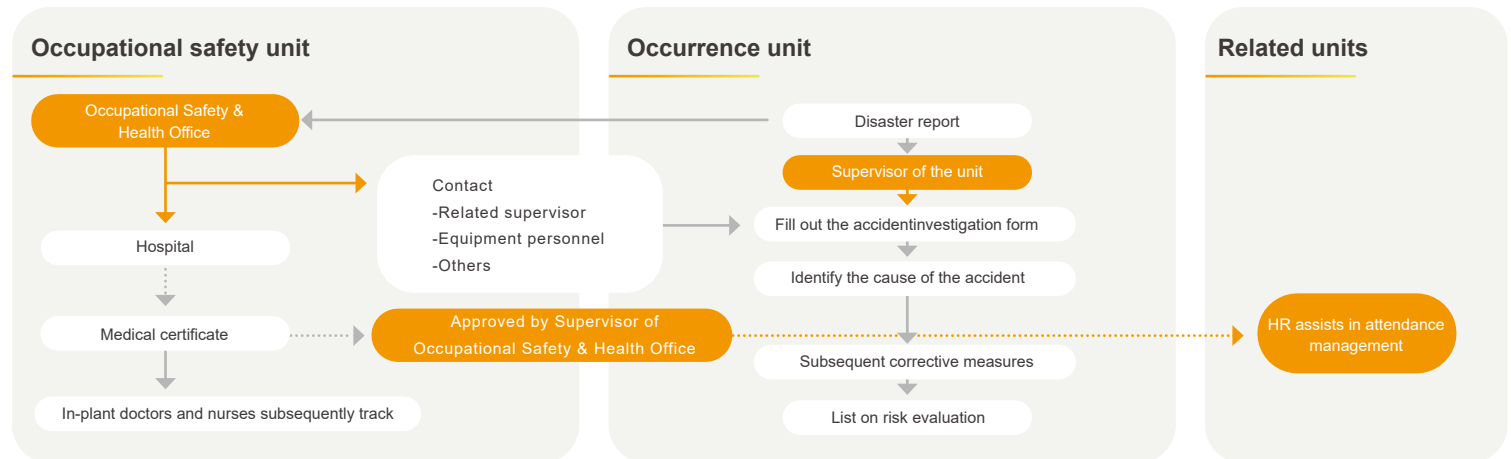 Occupational safety unit
Occupational Safety &
Health Office
Hospital
Medical certificate
In-plant doctors and nurses subsequently track
Contact
-Related supervisor
-Equipment personnel
-Others
Approved by Supervisor of
Occupational Safety & Health Office
Occurrence unit
Disaster report
Supervisor of the unit
Fill out the accidentinvestigation form
Identify the cause of the accident
Subsequent corrective measures
List on risk evaluation
Related units
HR assists in attendance
management